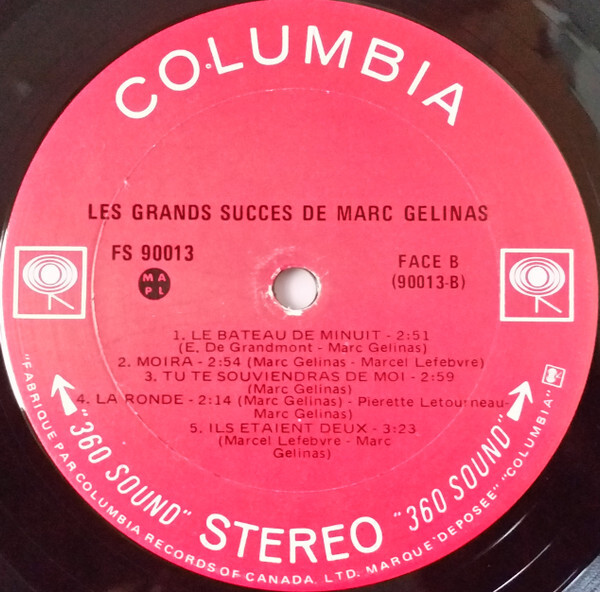 COLUMBIA
LES GRANDS SUCCES DE MARC GELINAS
FS 90013
MA
PL
FACE B
(90013-B)
1. LE BATEAU DE MINUIT - 2:51
(E. De Grandmont - Marc Gelinas)
2. MOIRA - 2:54 (Marc Gelinas - Marcel Lefebvre)
3. TU TE SOUVIENDRAS DE MOI - 2:59
(Marc Gelinas)
4. LA RONDE - 2:14 (Marc Gelinas) - Pierette Letourneau-
Marc Gelinas)
5. ILS ETAIENT DEUX - 3:23
(Marcel Lefebvre - Marc
Gelinas)
"360 SOUND" STEREO "360 SOUND"
"FABRIQUE PAR COLUMBIA RECORDS OF CANADA, LTD. MARQUE 'DEPOSEE" "COLUMBIA"